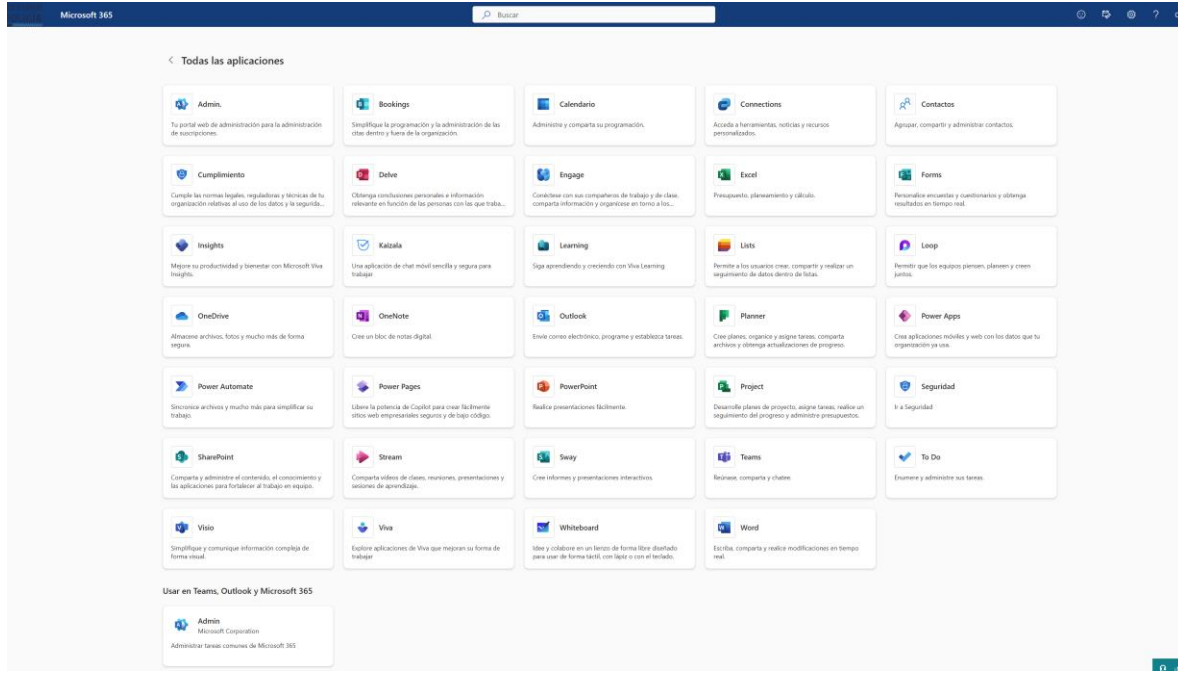 Microsoft 365
Buscar
?
Todas las aplicaciones
Admin.
Tu portal web de administración para la administración
de suscripciones.
Bookings
Simplifique la programación y la administración de las
citas dentro y fuera de la organización.
Calendario
Administre y comparta su programación.
Connections
Acceda a herramientas, noticias y recursos
personalizados.
Contactos
Agrupar, compartir y administrar contactos.
Cumplimiento
Cumple las normas legales, reguladoras y técnicas de tu
organización relativas al uso de los datos y la segurida...
Delve
Obtenga conclusiones personales e información
relevante en función de las personas con las que traba...
Engage
Conéctese con sus compañeros de trabajo y de clase,
comparta información y organícese en torno a los...
Excel
Presupuesto, planeamiento y cálculo.
Forms
Personalice encuestas y cuestionarios y obtenga
resultados en tiempo real.
Insights
Mejore su productividad y bienestar con Microsoft Viva
Insights.
Kaizala
Una aplicación de chat móvil sencilla y segura para
trabajar
Learning
Siga aprendiendo y creciendo con Viva Learning
Lists
Permite a los usuarios crear, compartir y realizar un
seguimiento de datos dentro de listas.
Loop
Permitir que los equipos piensen, planeen y creen
juntos.
OneDrive
Almacene archivos, fotos y mucho más de forma
segura.
OneNote
Cree un bloc de notas digital.
Outlook
Envíe correo electrónico, programe y establezca tareas.
Planner
Cree planes, organice y asigne tareas, comparta
archivos y obtenga actualizaciones de progreso.
Power Apps
Crea aplicaciones móviles y web con los datos que tu
organización ya usa.
Power Automate
Sincronice archivos y mucho más para simplificar su
trabajo.
Power Pages
Libere la potencia de Copilot para crear fácilmente
sitios web empresariales seguros y de bajo código.
PowerPoint
Realice presentaciones fácilmente.
Project
Desarrolle planes de proyecto, asigne tareas, realice un
seguimiento del progreso y administre presupuestos.
Seguridad
Ir a Seguridad
SharePoint
Comparta y administre el contenido, el conocimiento y
las aplicaciones para fortalecer al trabajo en equipo.
Stream
Comparta vídeos de clases, reuniones, presentaciones y
sesiones de aprendizaje.
Sway
Cree informes y presentaciones interactivos.
Teams
Reúnase, comparta y chatee.
To Do
Enumere y administre sus tareas.
Visio
Simplifique y comunique información compleja de
forma visual.
Viva
Explore aplicaciones de Viva que mejoran su forma de
trabajar
Whiteboard
Idee y colabore en un lienzo de forma libre diseñado
para usar de forma táctil, con lápiz o con el teclado.
Word
Escriba, comparta y realice modificaciones en tiempo
real.
Usar en Teams, Outlook y Microsoft 365
Admin
Microsoft Corporation
Administrar tareas comunes de Microsoft 365